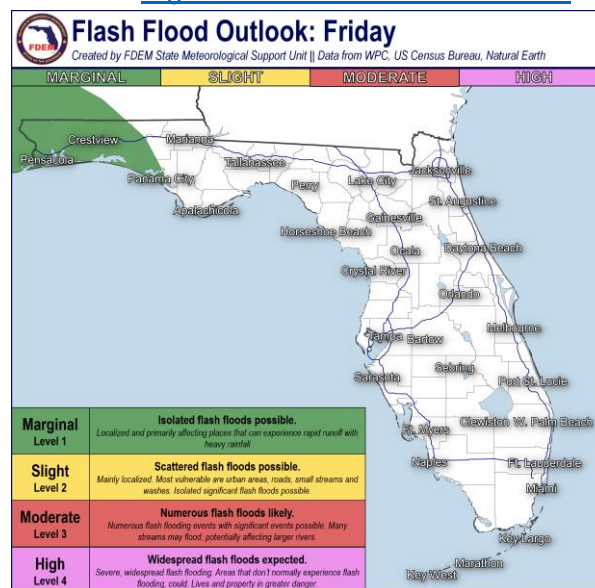 FDEM
Flash Flood Outlook: Friday
Created by FDEM State Meteorological Support Unit || Data from WPC, US Census Bureau, Natural Earth
MARGINAL SLIGHT MODERATE HIGH
Crestview
Marianna
Pensacola
Tallahassee
Jacksonville
Panama City
Perry
Lake City
Apalachicola
St. Augustine
Gainesville
Horseshoe Beach
Ocala
Daytona Beach
Crystal River
Orlando
Tampa
Bartow
Melbourne
Sebring
Sarasota
Port St. Lucie
Ft. Myers
Clewiston
W. Palm Beach
Naples
Ft. Lauderdale
Miami
Key Largo
Marathon
Key West
Marginal
Level 1
Isolated flash floods possible.
Localized and primarily affecting places that can experience rapid runoff with
heavy rainfall
Slight
Level 2
Scattered flash floods possible.
Mainly localized. Most vulnerable are urban areas, roads, small streams and
washes. Isolated significant flash floods possible.
Moderate
Level 3
Numerous flash floods likely.
Numerous flash flooding events with significant events possible. Many
streams may flood, potentially affecting larger rivers.
High
Level 4
Widespread flash floods expected.
Severe, widespread flash flooding. Areas that don't normally experience flash
flooding, could. Lives and property in greater danger.